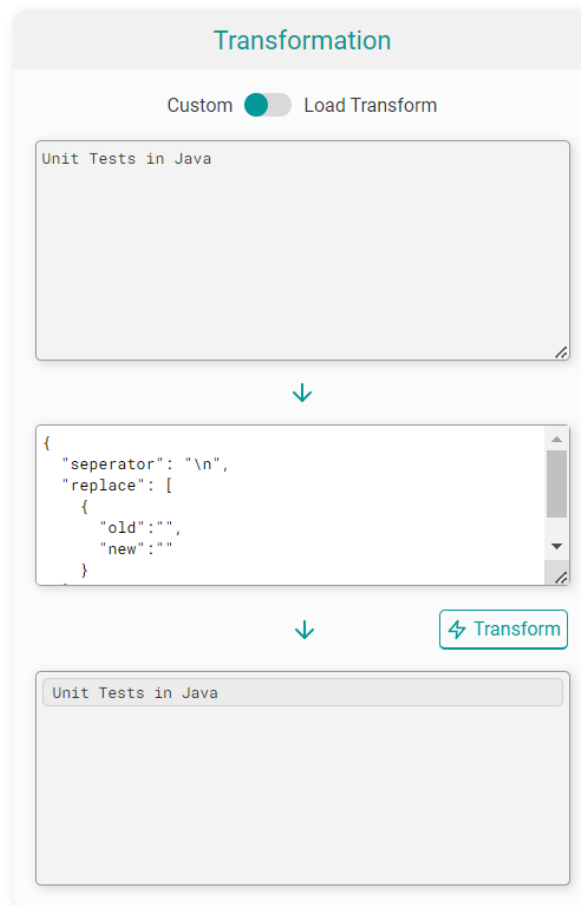 Transformation
Custom Load Transform
Unit Tests in Java
{
"seperator": "\n",
"replace": [
{
"old":"",
"new":""
}
Transform
Unit Tests in Java